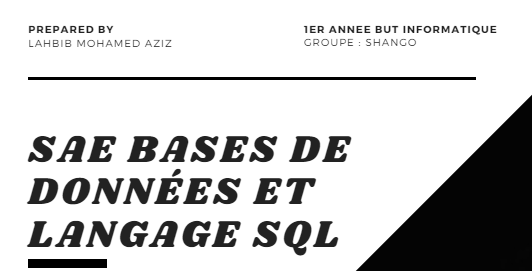 PREPARED BY
LAHBIB MOHAMED AZIZ
1ER ANNEE BUT INFORMATIQUE
GROUPE : SHANGO
SAE BASES DE
DONNÉES ET
LANGAGE SQL